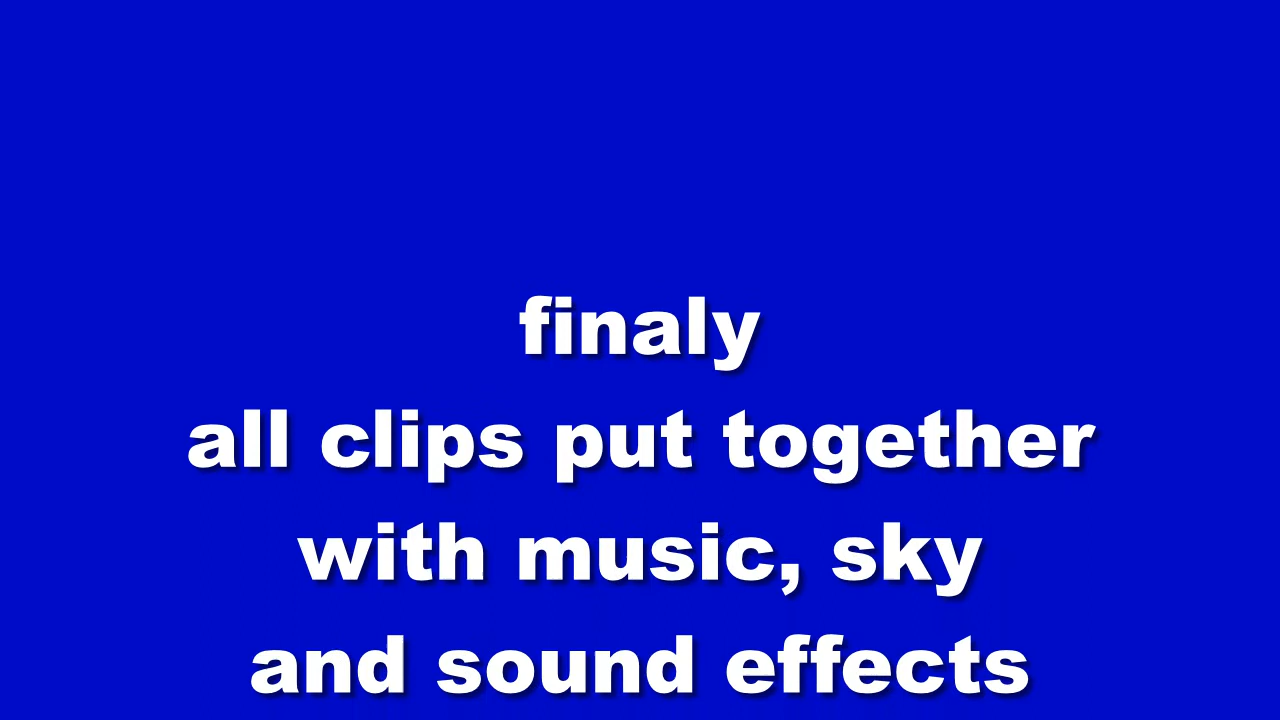 finaly
all clips put together
with music, sky
and sound effects